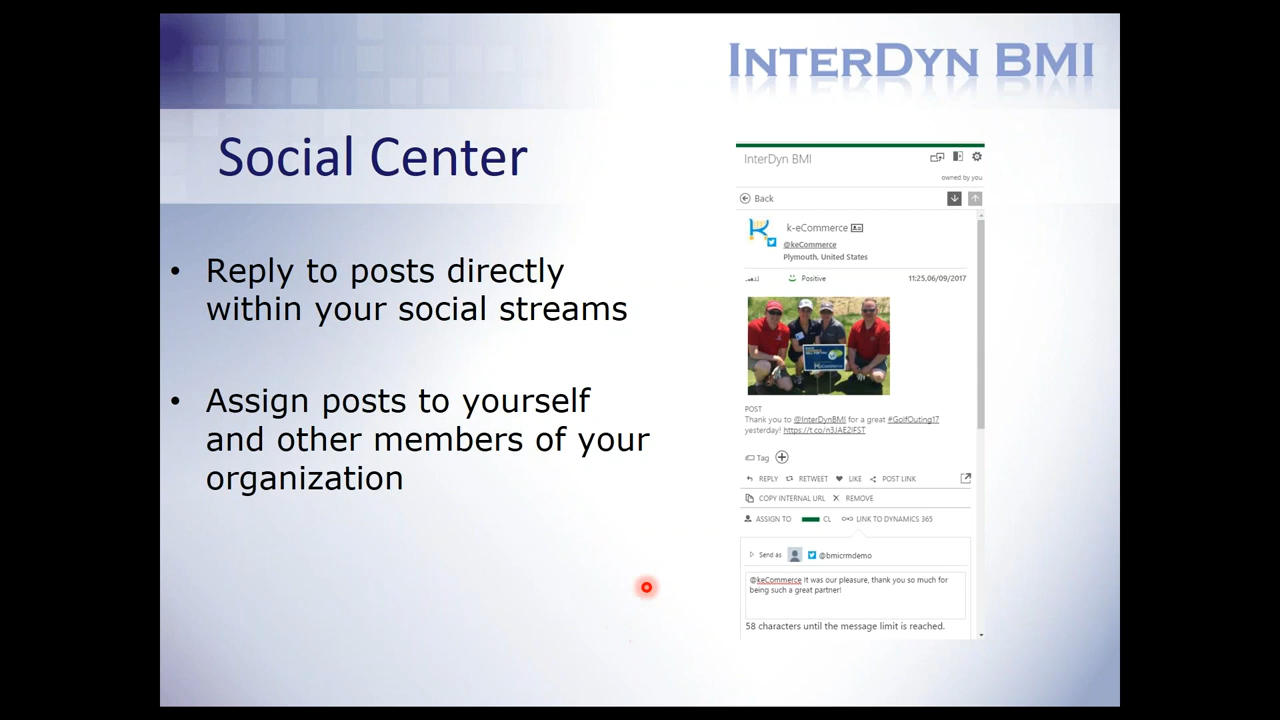 INTERDYN BMI
Social Center
• Reply to posts directly
within your social streams
• Assign posts to yourself
and other members of your
organization
InterDyn BMI
owned by you
Back
k-eCommerce
@keCommerce
Plymouth, United States
Positive 11:25,06/09/2017
POST
Thank you to @InterDynBMI for a great #GolfOuting17
yesterday! https://t.co/n3JAE2lFST
Tag
REPLY RETWEET LIKE POST LINK
COPY INTERNAL URL REMOVE
ASSIGN TO CL LINK TO DYNAMICS 365
Send as @bmicrmdemo
@keCommerce It was our pleasure, thank you so much for
being such a great partner!
58 characters until the message limit is reached.